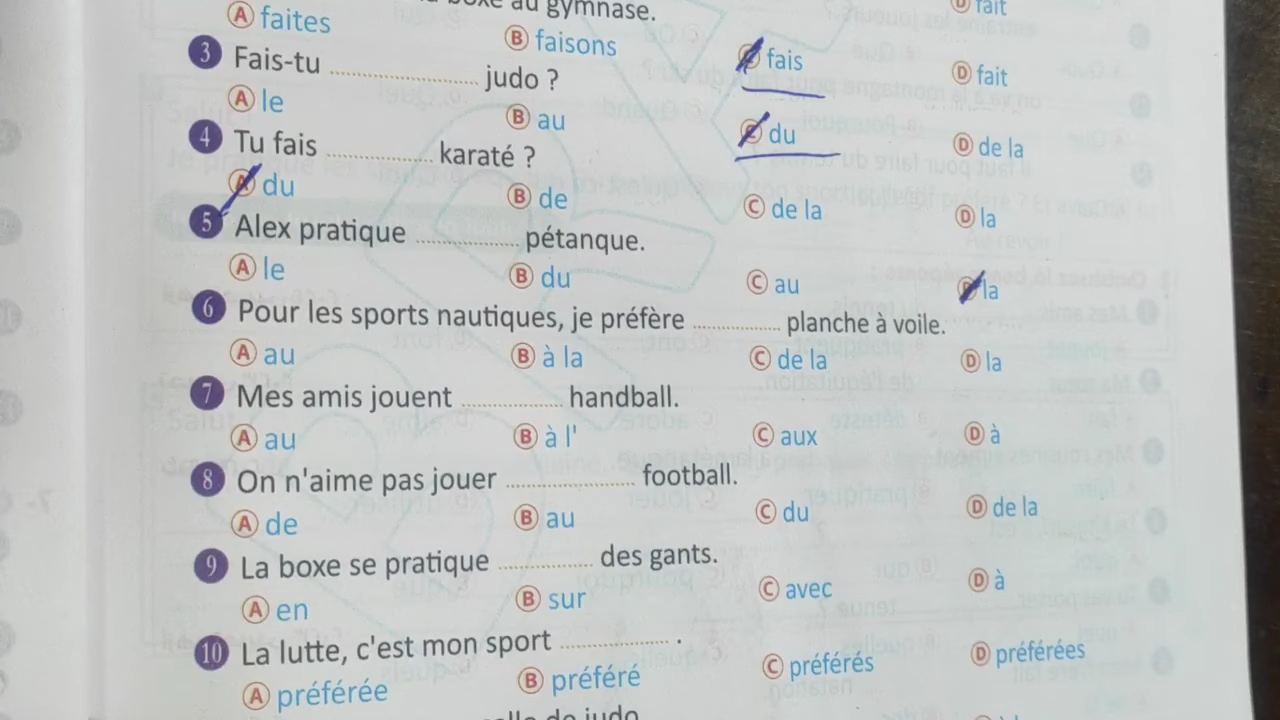 au gymnase.
A faites B faisons C fais D fait
3 Fais-tu .................... judo ?
A le B au C du D de la
4 Tu fais .................... karaté ?
A du B de C de la D la
5 Alex pratique .................... pétanque.
A le B du C au D la
6 Pour les sports nautiques, je préfère .................... planche à voile.
A au B à la C de la D la
7 Mes amis jouent .................... handball.
A au B à l' C aux D à
8 On n'aime pas jouer .................... football.
A de B au C du D de la
9 La boxe se pratique .................... des gants.
A en B sur C avec D à
10 La lutte, c'est mon sport .................... .
A préférée B préféré C préférés D préférées
de judo